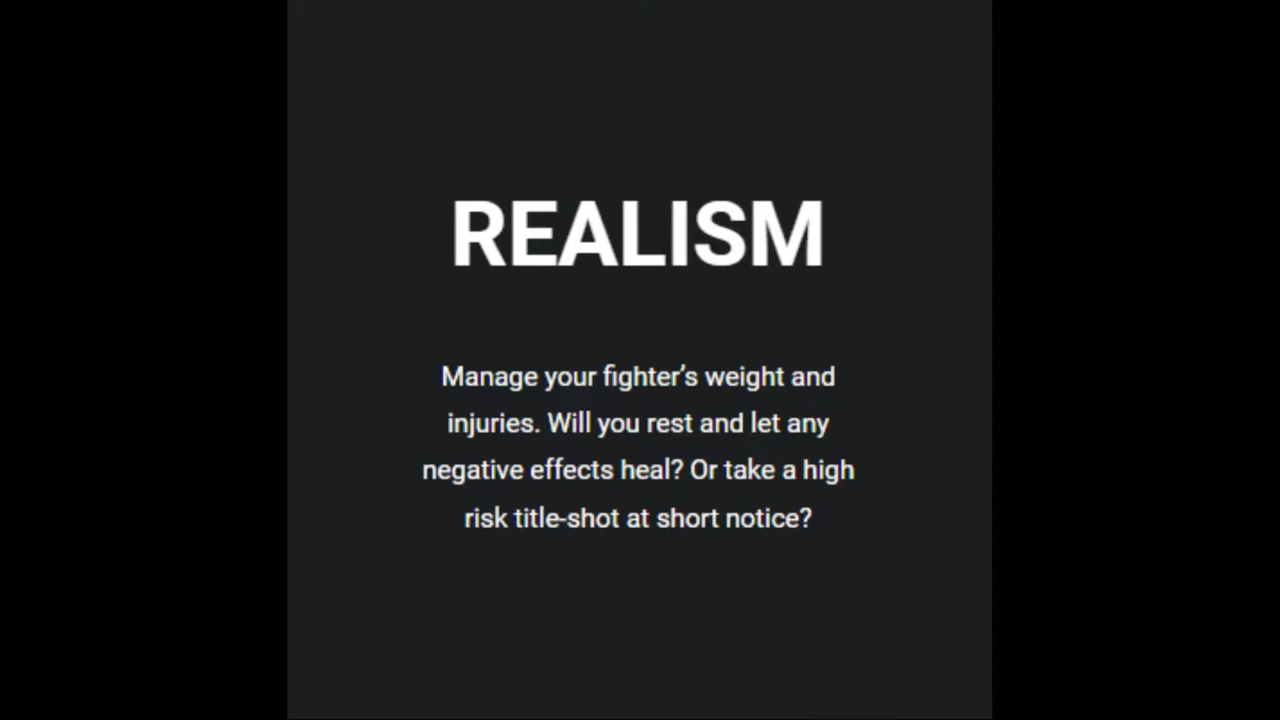 REALISM
Manage your fighter’s weight and
injuries. Will you rest and let any
negative effects heal? Or take a high
risk title-shot at short notice?